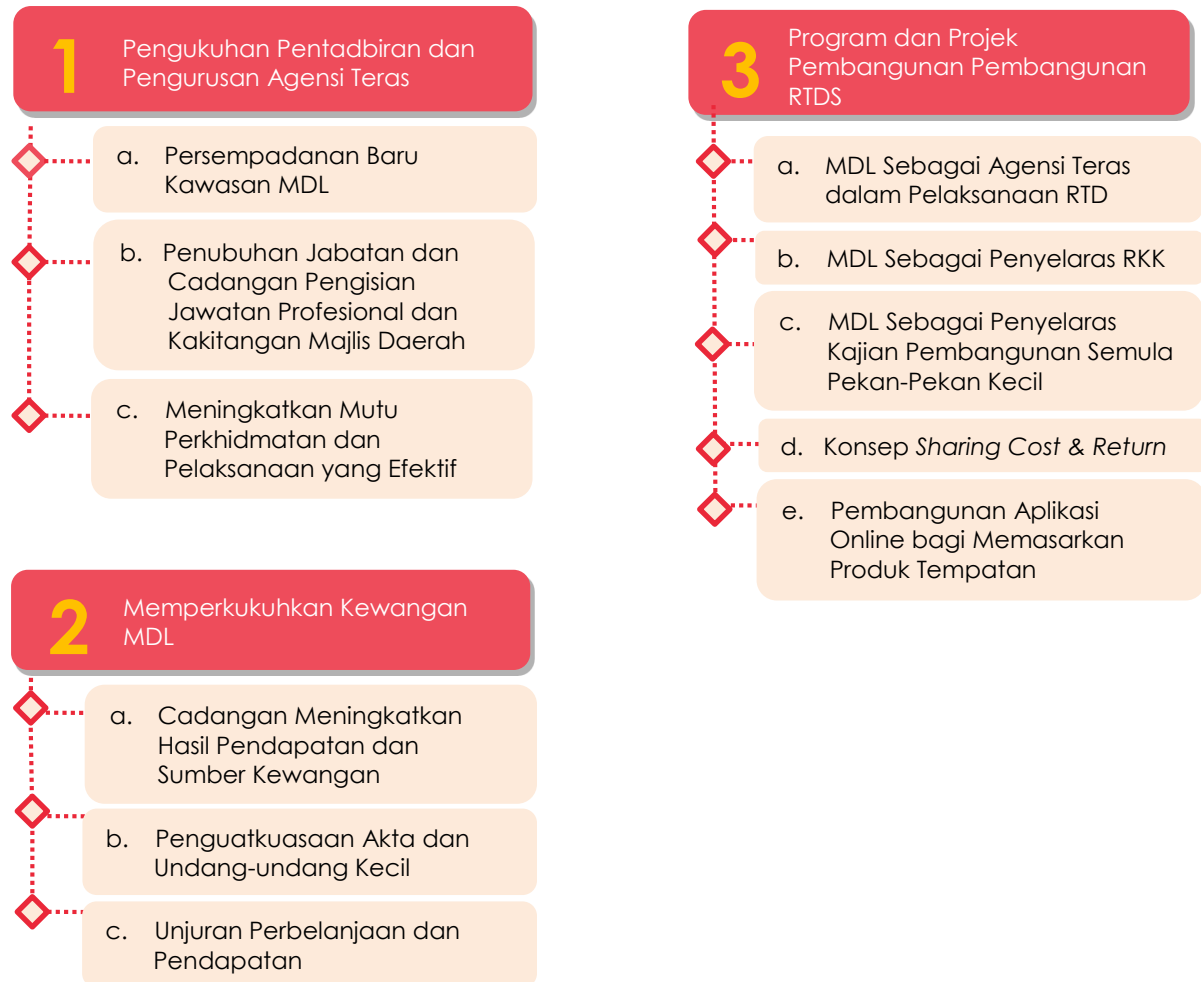 1
Pengukuhan Pentadbiran dan
Pengurusan Agensi Teras
a. Persempadanan Baru
Kawasan MDL
b. Penubuhan Jabatan dan
Cadangan Pengisian
Jawatan Profesional dan
Kakitangan Majlis Daerah
c. Meningkatkan Mutu
Perkhidmatan dan
Pelaksanaan yang Efektif
2
Memperkukuhkan Kewangan
MDL
a. Cadangan Meningkatkan
Hasil Pendapatan dan
Sumber Kewangan
b. Penguatkuasaan Akta dan
Undang-undang Kecil
c. Unjuran Perbelanjaan dan
Pendapatan
3
Program dan Projek
Pembangunan Pembangunan
RTDS
a. MDL Sebagai Agensi Teras
dalam Pelaksanaan RTD
b. MDL Sebagai Penyelaras RKK
c. MDL Sebagai Penyelaras
Kajian Pembangunan Semula
Pekan-Pekan Kecil
d. Konsep Sharing Cost & Return
e. Pembangunan Aplikasi
Online bagi Memasarkan
Produk Tempatan